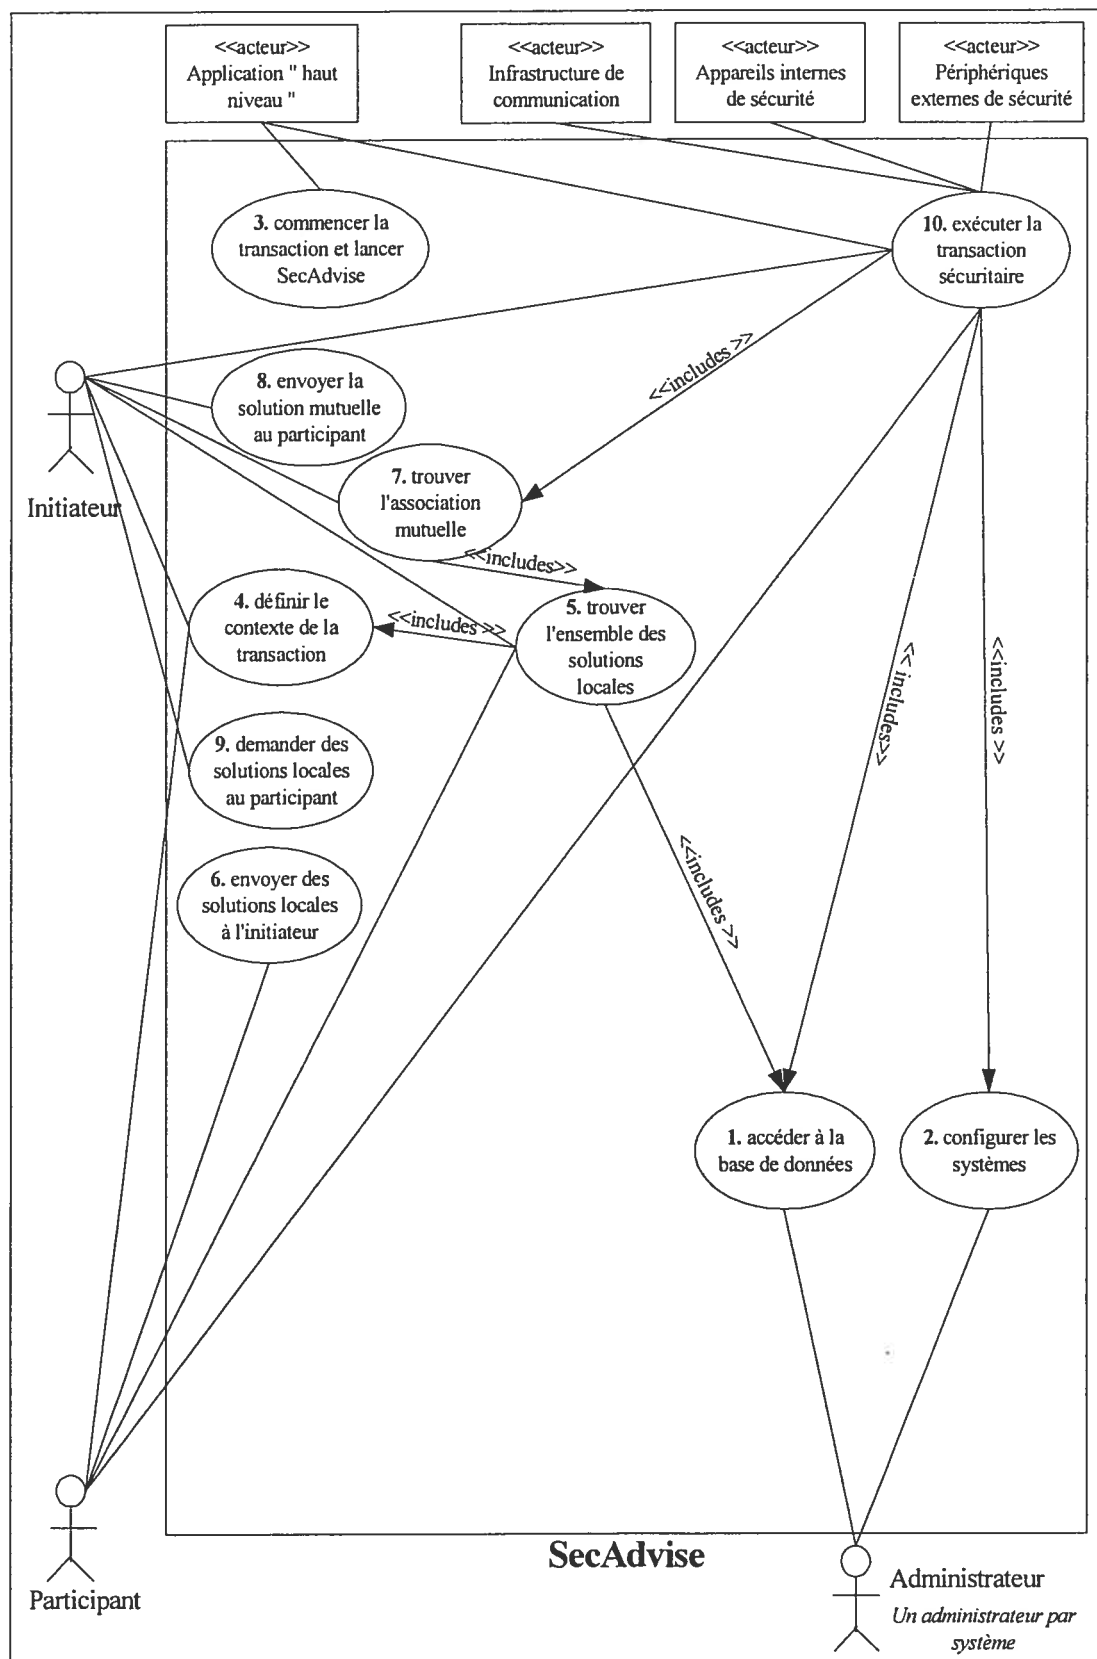 <<acteur>>
Application " haut
niveau "
<<acteur>>
Infrastructure de
communication
<<acteur>>
Appareils internes
de sécurité
<<acteur>>
Périphériques
externes de sécurité
3. commencer la
transaction et lancer
SecAdvise
10. exécuter la
transaction
sécuritaire
<<includes >>
8. envoyer la
solution mutuelle
au participant
Initiateur
7. trouver
l'association
mutuelle
<<includes>>
4. définir le
contexte de la
transaction
<<includes >>
5. trouver
l'ensemble des
solutions
locales
<< includes>>
<<includes >>
9. demander des
solutions locales
au participant
<<includes >>
6. envoyer des
solutions locales
à l'initiateur
1. accéder à la
base de données
2. configurer les
systèmes
SecAdvise
Participant
Administrateur
Un administrateur par
système